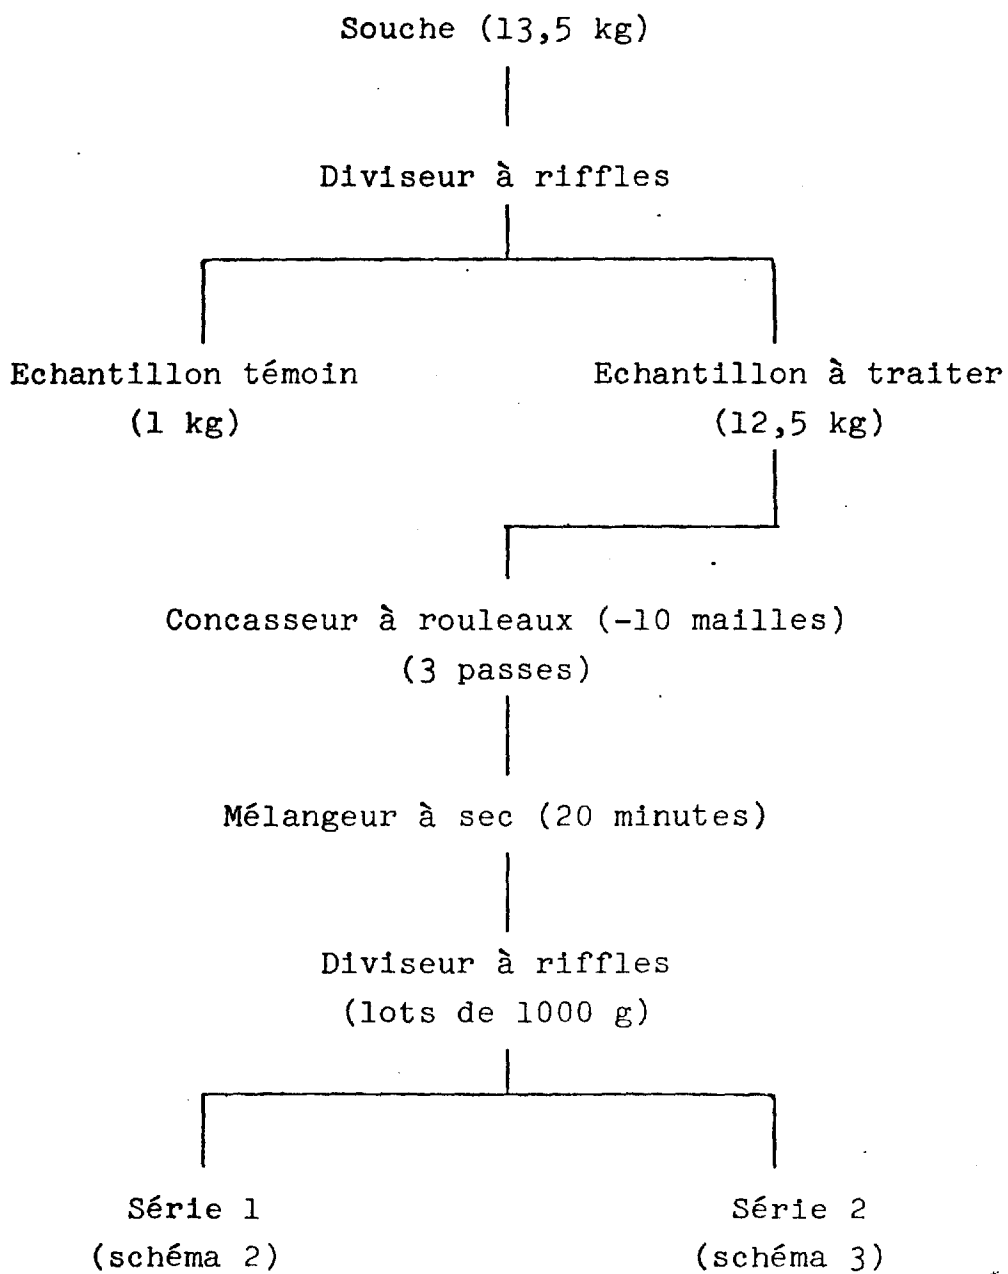 Souche (13,5 kg)
Diviseur à riffles
Echantillon témoin
(1 kg)
Echantillon à traiter
(12,5 kg)
Concasseur à rouleaux (-10 mailles)
(3 passes)
Mélangeur à sec (20 minutes)
Diviseur à riffles
(lots de 1000 g)
Série 1
(schéma 2)
Série 2
(schéma 3)